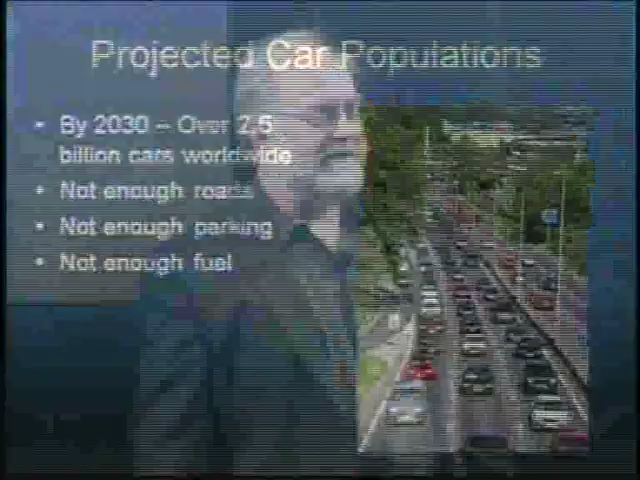 Projected Car Populations
• By 2030 – Over 2.5
billion cars worldwide
• Not enough roads
• Not enough parking
• Not enough fuel